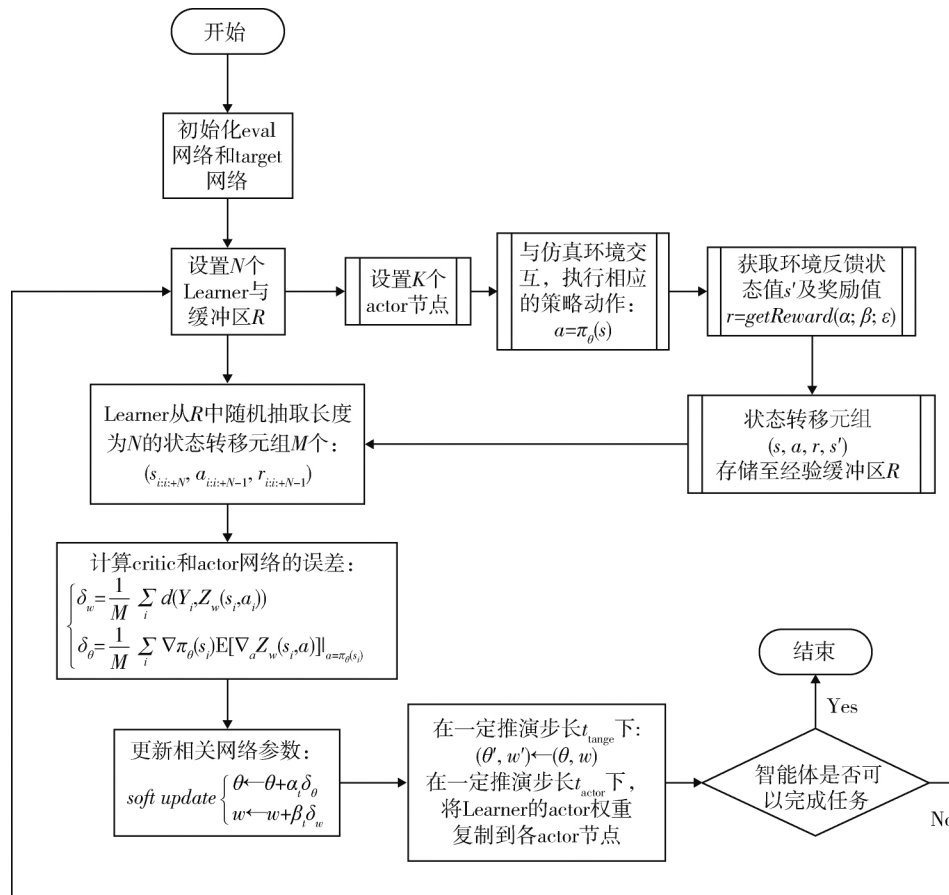 开始
初始化eval
网络和target
网络
设置N个
Learner与
缓冲区R
设置K个
actor节点
与仿真环境交
互，执行相应
的策略动作：
a=π_θ(s)
获取环境反馈状
态值s′及奖励值
r=getReward(α; β; ε)
状态转移元组
(s, a, r, s′)
存储至经验缓冲区R
Learner从R中随机抽取长度
为N的状态转移元组M个：
(s_{i:i:+N}, a_{i:i:+N−1}, r_{i:i:+N−1})
计算critic和actor网络的误差：
δ_w=1/M ∑_i d(Y_i,Z_w(s_i,a_i))
δ_θ=1/M ∑_i ∇π_θ(s_i)E[∇_a Z_w(s_i,a)]|_{a=π_θ(s_i)}
更新相关网络参数：
soft update
θ←θ+α_tδ_θ
w←w+β_tδ_w
在一定推演步长t_tange下：
(θ′, w′)←(θ, w)
在一定推演步长t_actor下，
将Learner的actor权重
复制到各actor节点
智能体是否可
以完成任务
Yes
结束